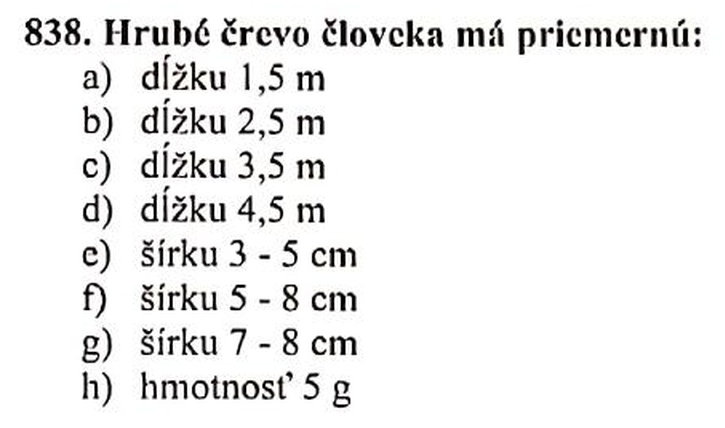 838. Hrubé črevo človeka má priemernú:
a) dĺžku 1,5 m
b) dĺžku 2,5 m
c) dĺžku 3,5 m
d) dĺžku 4,5 m
e) šírku 3 - 5 cm
f) šírku 5 - 8 cm
g) šírku 7 - 8 cm
h) hmotnosť 5 g